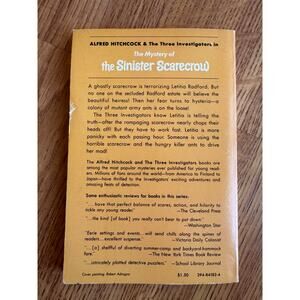 ALFRED HITCHCOCK & The Three Investigators in
The Mystery of
the Sinister Scarecrow
A ghostly scarecrow is terrorizing Letitia Radford. But
no one on the secluded Radford estate will believe the
beautiful heiress! Then her fear turns to hysteria—a
colony of mutant army ants is on the loose!
The Three Investigators know Letitia is telling the
truth—after the rampaging scarecrow nearly chops their
heads off! But they have to work fast. Letitia is more
panicky with each passing hour. Someone is using the
horrible scarecrow and the hungry killer ants to drive
her mad!
The Alfred Hitchcock and The Three Investigators books are
among the most popular mysteries ever published for young read-
ers. Millions of fans around the world—from America to Finland to
Japan—have thrilled to the Investigators' exciting adventures and
amazing feats of detection.
Some enthusiastic reviews for books in this series:
"...have that perfect balance of scares, action, and hilarity to
tickle any young reader."
—The Cleveland Press
"...the kind [of book] you really can't bear to put down."
—Washington Star
"Eerie settings and events. will send chills along the spines of
readers... excellent suspense."
—Victoria Daily Colonist
"...[a] shelfful of diverting summer-camp and backyard-hammock
fare."
—The New York Times Book Review
"...intricately plotted detective puzzlers."
—School Library Journal
Cover painting: Robert Adragna
$1.50
394-84183-4